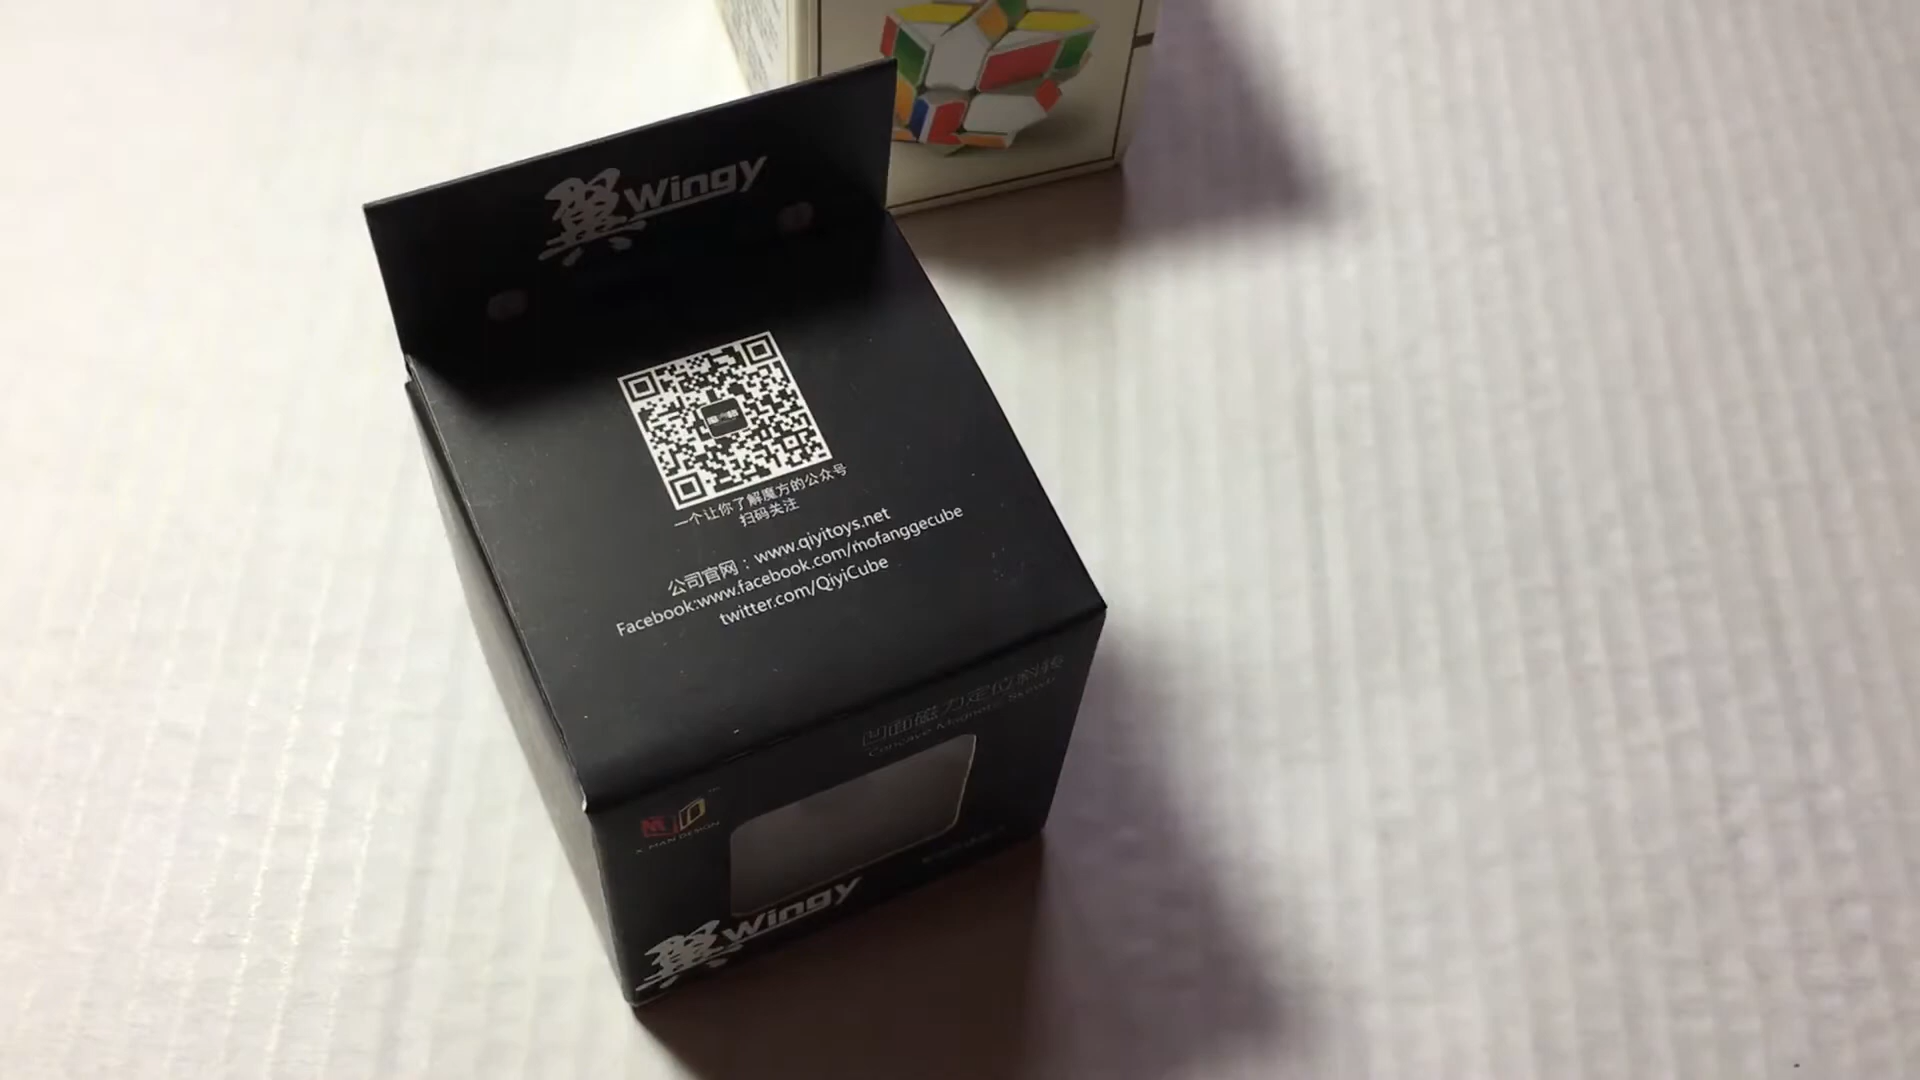 翼 Wingy
一个让你了解魔方的公众号
扫码关注
公司官网：www.qiyitoys.net
Facebook:www.facebook.com/mofanggecube
twitter.com/QiyiCube
凹面磁力定位斜转
Concave Magnetic Skewb
X-MAN DESIGN
翼 Wingy